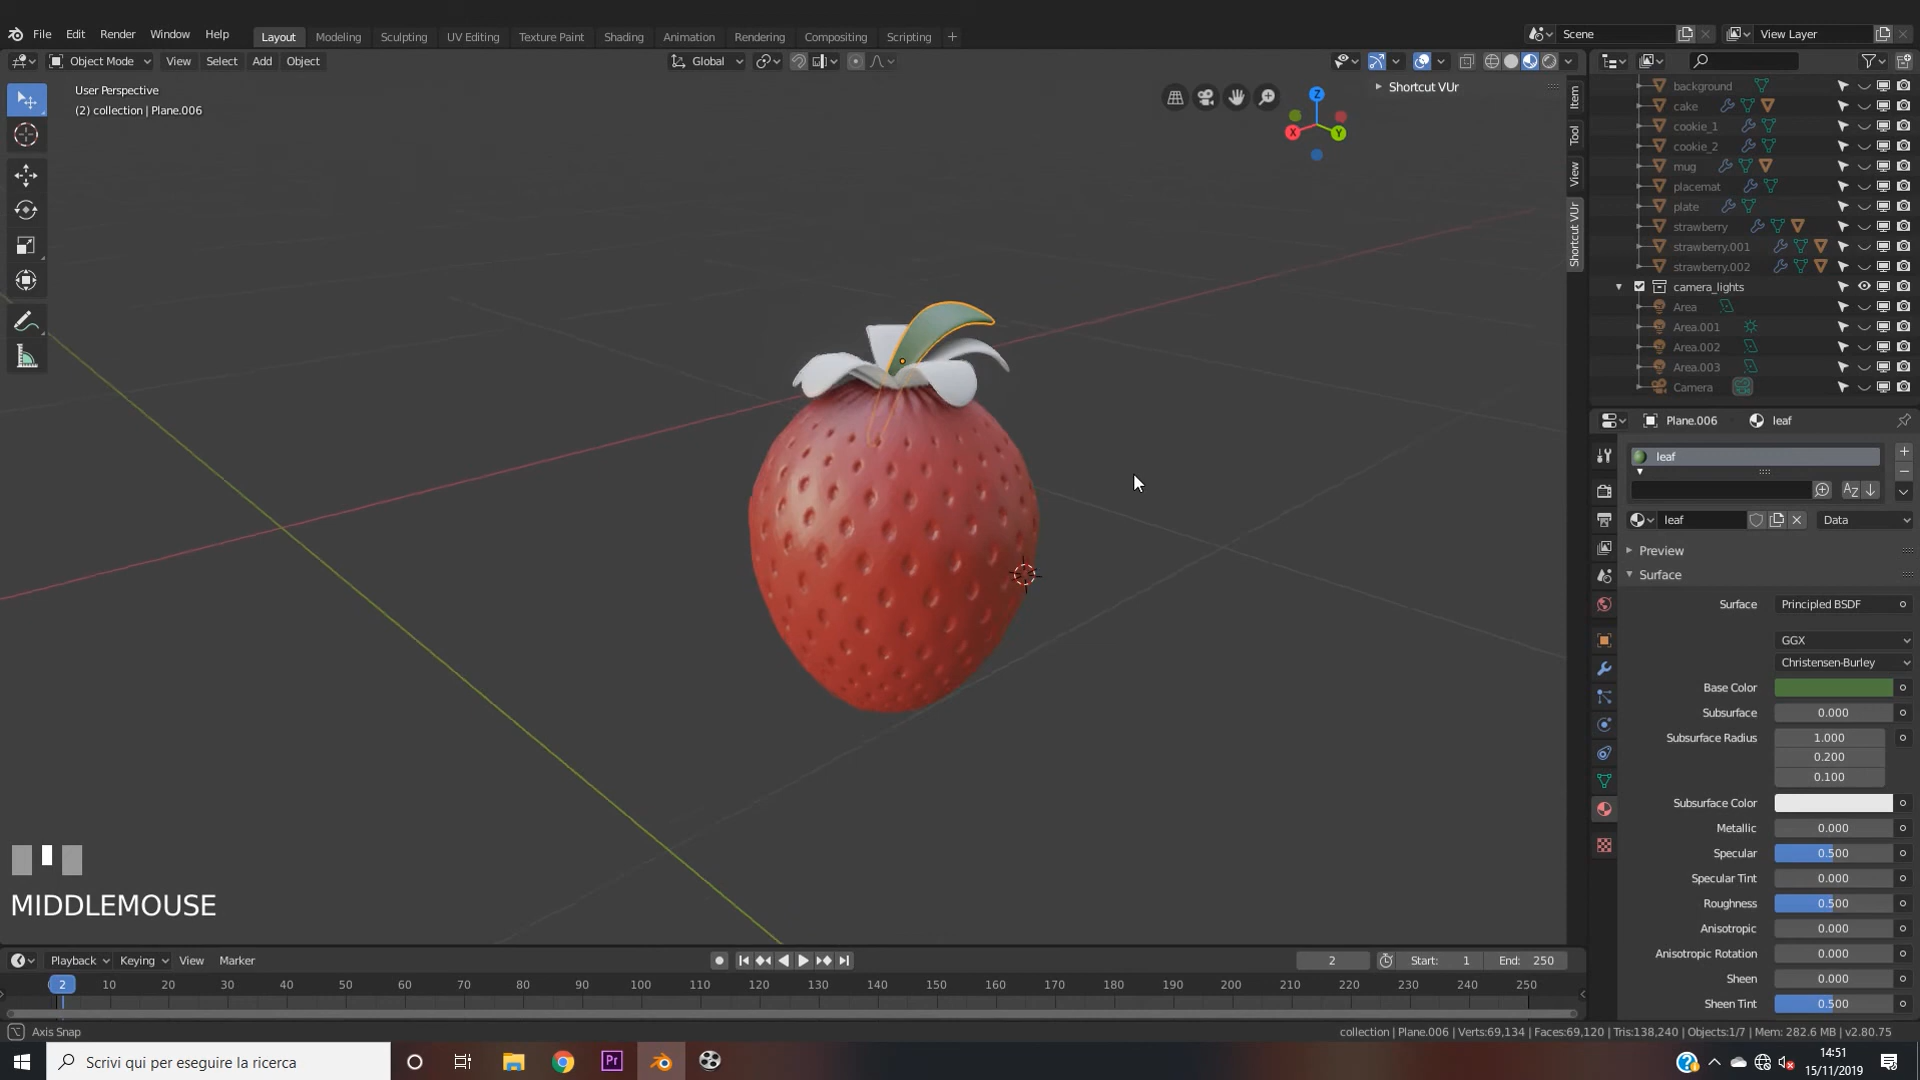 File Edit Render Window Help Layout Modeling Sculpting UV Editing Texture Paint Shading Animation Rendering Compositing Scripting + Scene View Layer
Object Mode View Select Add Object Global
User Perspective
(2) collection | Plane.006
Shortcut VUr
Item
Tool
View
Shortcut VUr
Z
X
Y
background
cake
cookie_1
cookie_2
mug
placemat
plate
strawberry
strawberry.001
strawberry.002
camera_lights
Area
Area.001
Area.002
Area.003
Camera
Plane.006 leaf
leaf
leaf Data
Preview
Surface
Surface Principled BSDF
GGX
Christensen-Burley
Base Color
Subsurface 0.000
Subsurface Radius 1.000
0.200
0.100
Subsurface Color
Metallic 0.000
Specular 0.500
Specular Tint 0.000
Roughness 0.500
Anisotropic 0.000
Anisotropic Rotation 0.000
Sheen 0.000
Sheen Tint 0.500
MIDDLEMOUSE
Playback Keying View Marker 2 Start: 1 End: 250
2 10 20 30 40 50 60 70 80 90 100 110 120 130 140 150 160 170 180 190 200 210 220 230 240 250
Axis Snap
collection | Plane.006 | Verts:69,134 | Faces:69,120 | Tris:138,240 | Objects:1/7 | Mem: 282.6 MB | v2.80.75
Scrivi qui per eseguire la ricerca
Pr
14:51
15/11/2019